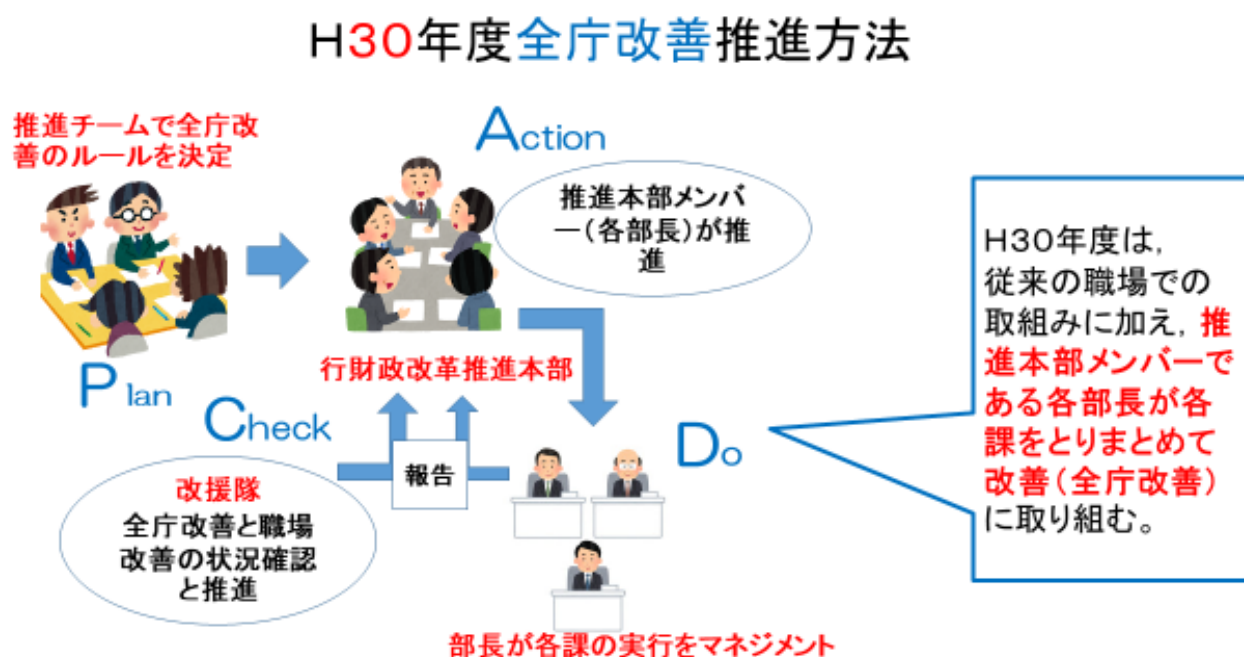 H30年度全庁改善推進方法
推進チームで全庁改
善のルールを決定
Plan
Action
推進本部メンバ
ー(各部長)が推
進
行財政改革推進本部
Check
改援隊
全庁改善と職場
改善の状況確認
と推進
報告
Do
部長が各課の実行をマネジメント
H30年度は,
従来の職場での
取組みに加え,推
進本部メンバーで
ある各部長が各
課をとりまとめて
改善(全庁改善)
に取り組む。